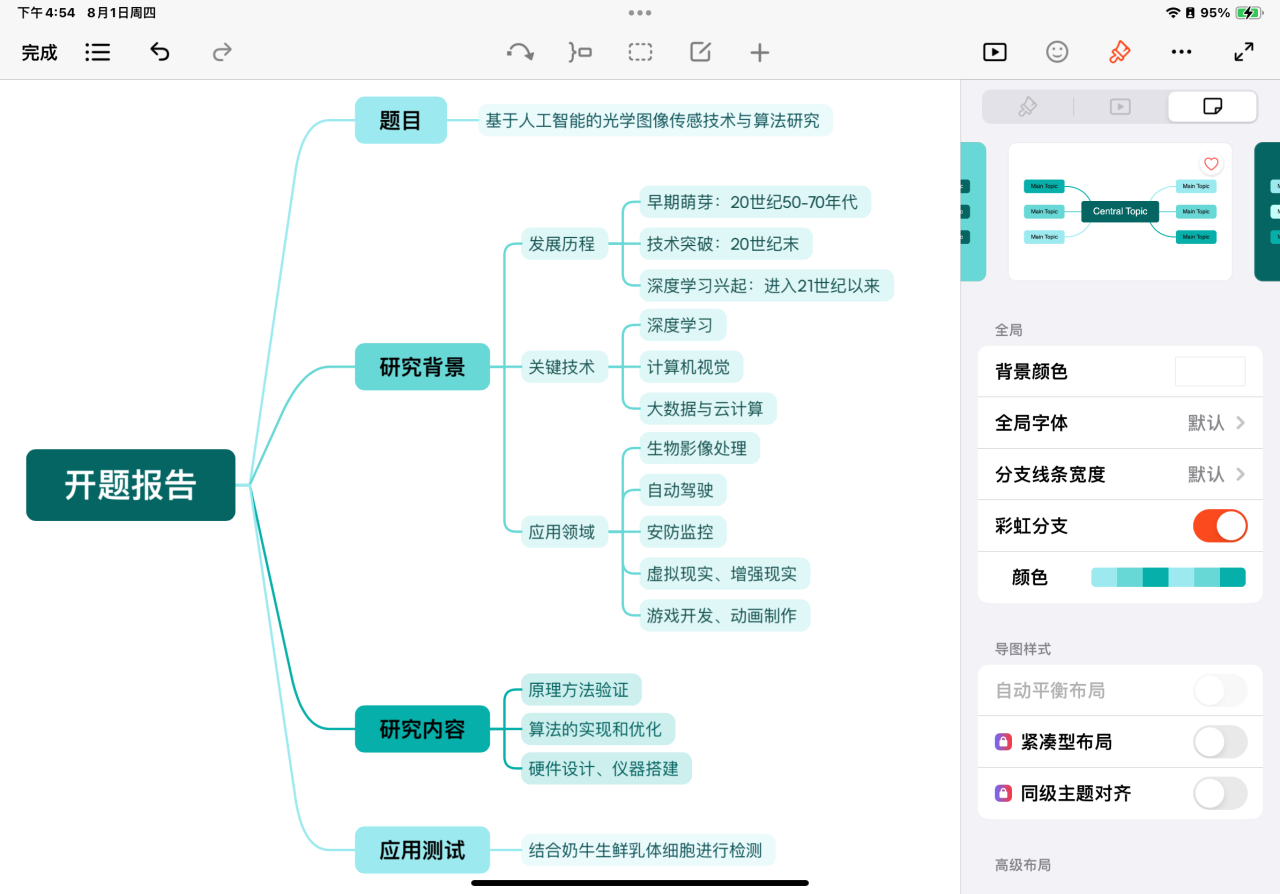 下午4:54 8月1日周四
95%
完成
题目
基于人工智能的光学图像传感技术与算法研究
研究背景
发展历程
早期萌芽：20世纪50-70年代
技术突破：20世纪末
深度学习兴起：进入21世纪以来
关键技术
深度学习
计算机视觉
大数据与云计算
应用领域
生物影像处理
自动驾驶
安防监控
虚拟现实、增强现实
游戏开发、动画制作
开题报告
研究内容
原理方法验证
算法的实现和优化
硬件设计、仪器搭建
应用测试
结合奶牛生鲜乳体细胞进行检测
Main Topic
Main Topic
Main Topic
Central Topic
Main Topic
Main Topic
Main Topic
全局
背景颜色
全局字体 默认
分支线条宽度 默认
彩虹分支
颜色
导图样式
自动平衡布局
紧凑型布局
同级主题对齐
高级布局